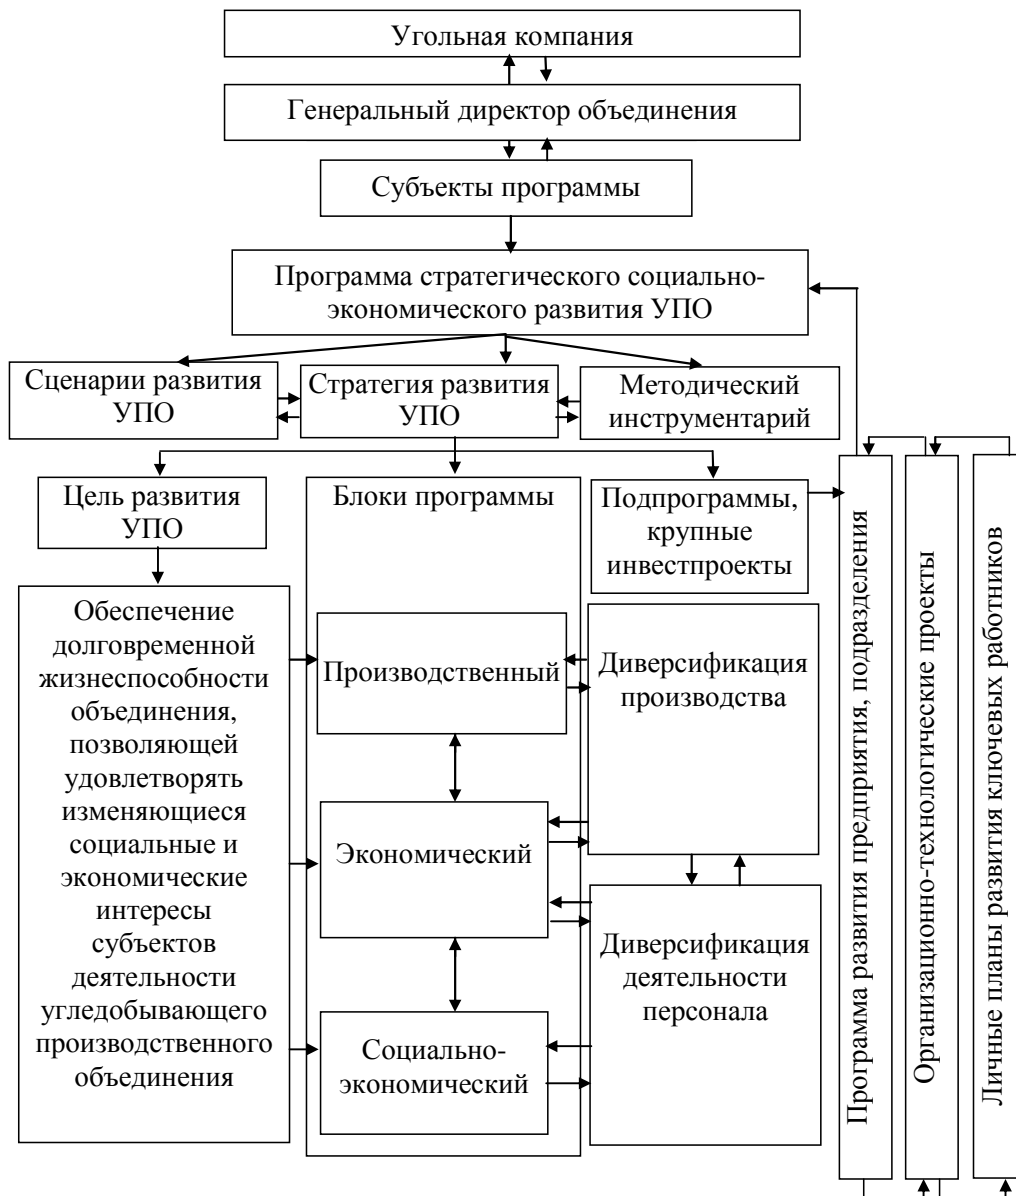 Угольная компания
Генеральный директор объединения
Субъекты программы
Программа стратегического социально-
экономического развития УПО
Сценарии развития
УПО
Стратегия развития
УПО
Методический
инструментарий
Цель развития
УПО
Блоки программы
Подпрограммы,
крупные
инвестпроекты
Обеспечение
долговременной
жизнеспособности
объединения,
позволяющей
удовлетворять
изменяющиеся
социальные и
экономические
интересы
субъектов
деятельности
угледобывающего
производственного
объединения
Производственный
Экономический
Социально-
экономический
Диверсификация
производства
Диверсификация
деятельности
персонала
Программа развития предприятия, подразделения
Организационно-технологические проекты
Личные планы развития ключевых работников